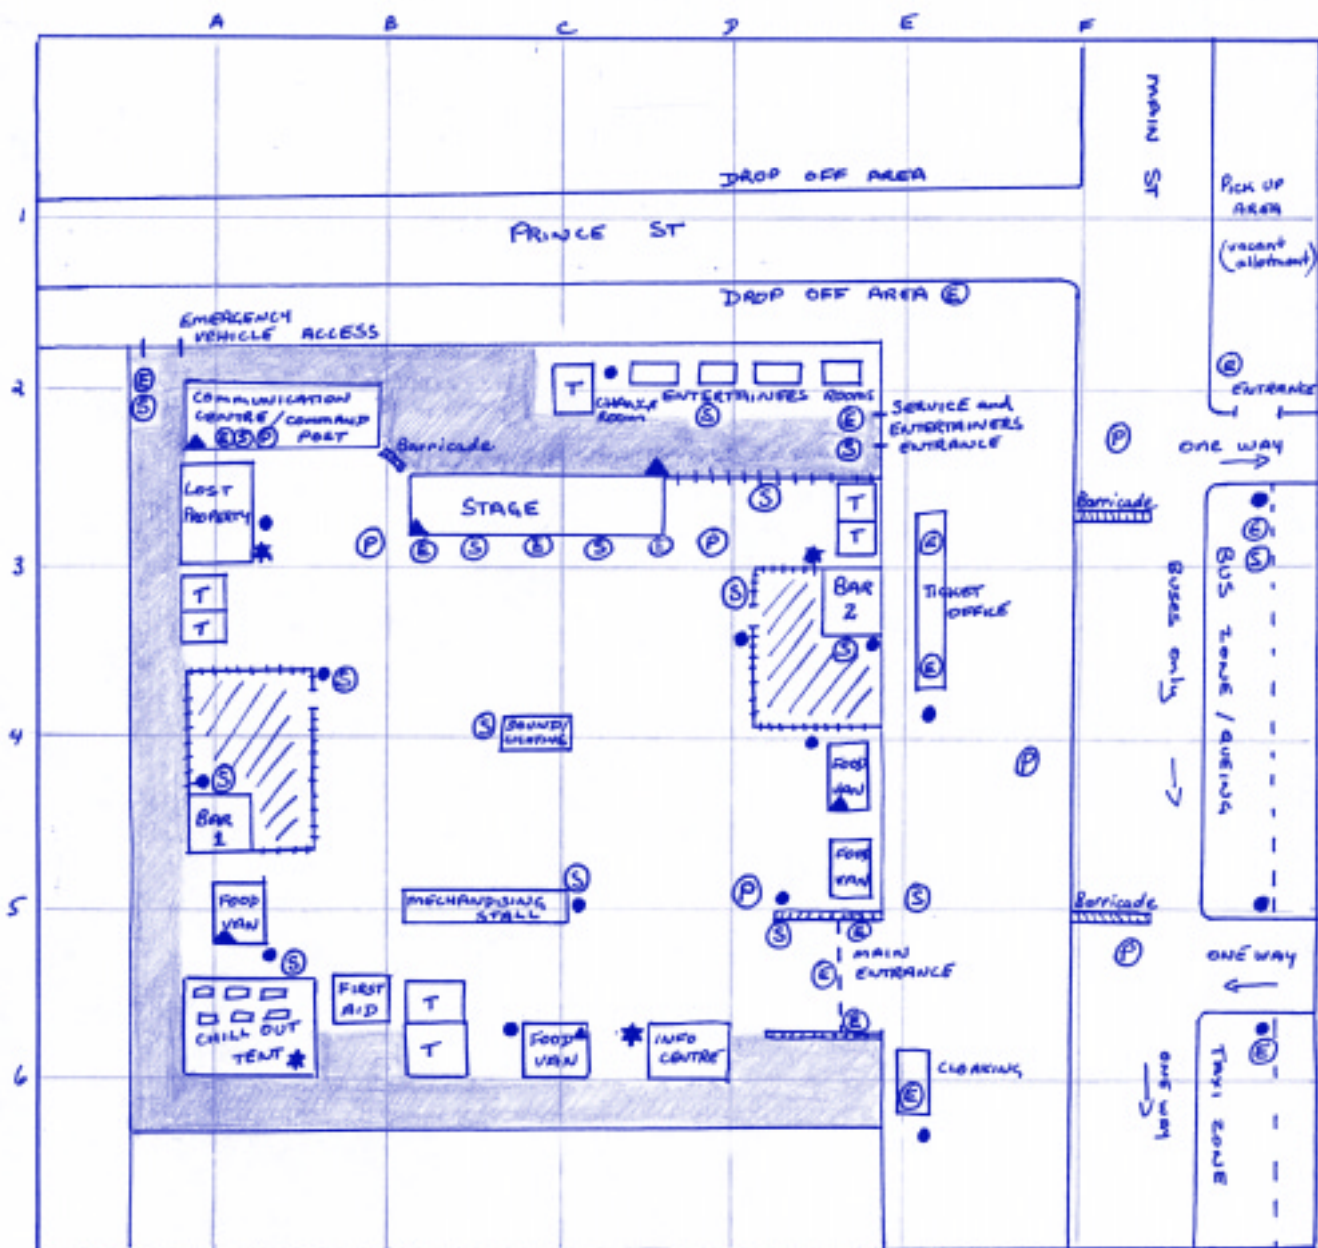 A B C D E F
MAIN ST
DROP OFF AREA
PICK UP
AREA
(vacant
allotment)
1
PRINCE ST
DROP OFF AREA E
EMERGENCY
VEHICLE ACCESS
E
S
2
COMMUNICATION
CENTRE / COMMAND
PORT
E S P
Barricade
T
CHANGE
ROOM
ENTERTAINERS ROOMS
S
E
S
SERVICE and
ENTERTAINERS
ENTRANCE
E
ENTRANCE
P
ONE WAY
LOST
PROPERTY
STAGE
S
T
T
Barricade
P
E S E S E
P
E
E
S
3
T
T
S
BAR
2
S
TICKET
OFFICE
E
BUSES only
BUS ZONE / QUEING
S
4
S
SOUND/
LIGHTING
S
BAR
1
FOOD
VAN
P
FOOD
VAN
5
FOOD
VAN
MECHANDISING
STALL
S
P
S
Barricade
S
S
E
E
MAIN
ENTRANCE
E
P
ONE WAY
CHILL OUT
TENT
FIRST
AID
T
T
FOOD
VAN
INFO
CENTRE
6
CLOAKING
E
ONE WAY
TAXI ZONE
E